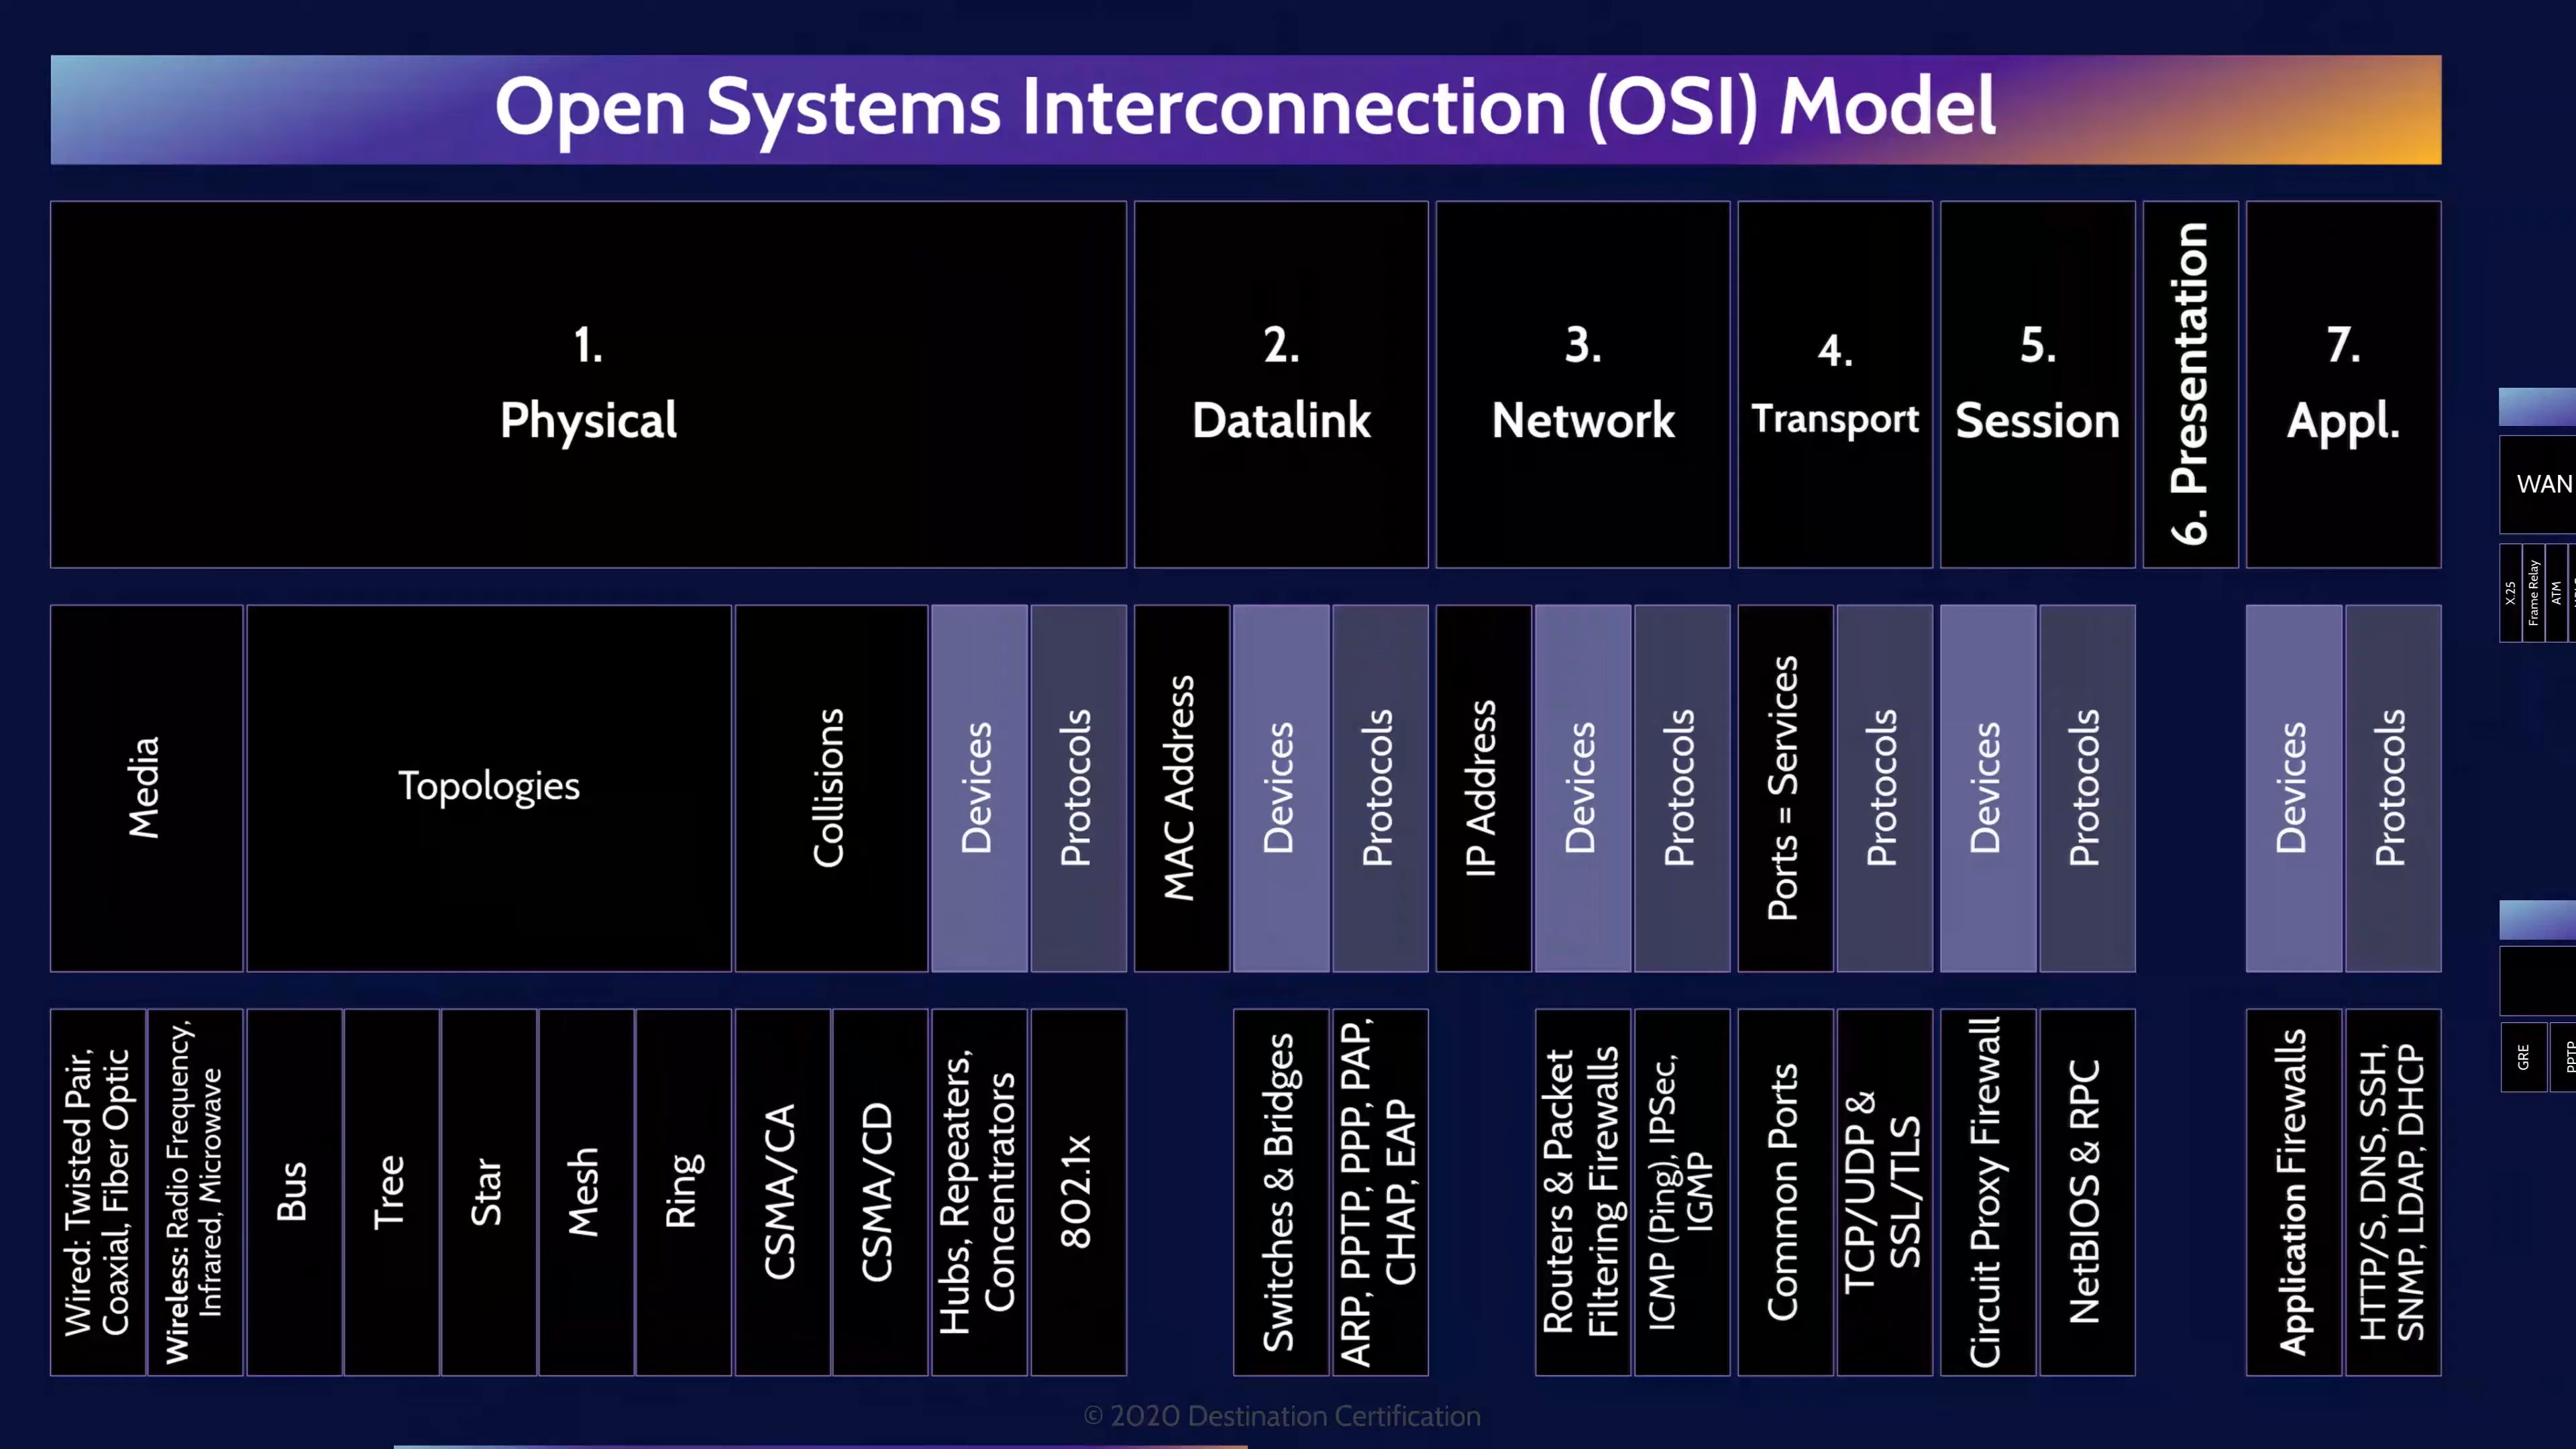 Open Systems Interconnection (OSI) Model
1.
Physical
2.
Datalink
3.
Network
4.
Transport
5.
Session
6. Presentation
7.
Appl.
WAN
X.25
Frame Relay
ATM
Media
Topologies
Collisions
Devices
Protocols
MAC Address
Devices
Protocols
IP Address
Devices
Protocols
Ports = Services
Protocols
Devices
Protocols
Devices
Protocols
Wired: Twisted Pair,
Coaxial, Fiber Optic
Wireless: Radio Frequency,
Infrared, Microwave
Bus
Tree
Star
Mesh
Ring
CSMA/CA
CSMA/CD
Hubs, Repeaters,
Concentrators
802.1x
Switches & Bridges
ARP, PPTP, PPP, PAP,
CHAP, EAP
Routers & Packet
Filtering Firewalls
ICMP (Ping), IPSec,
IGMP
Common Ports
TCP/UDP &
SSL/TLS
Circuit Proxy Firewall
NetBIOS & RPC
Application Firewalls
HTTP/S, DNS, SSH,
SNMP, LDAP, DHCP
GRE
PPTP
© 2020 Destination Certification